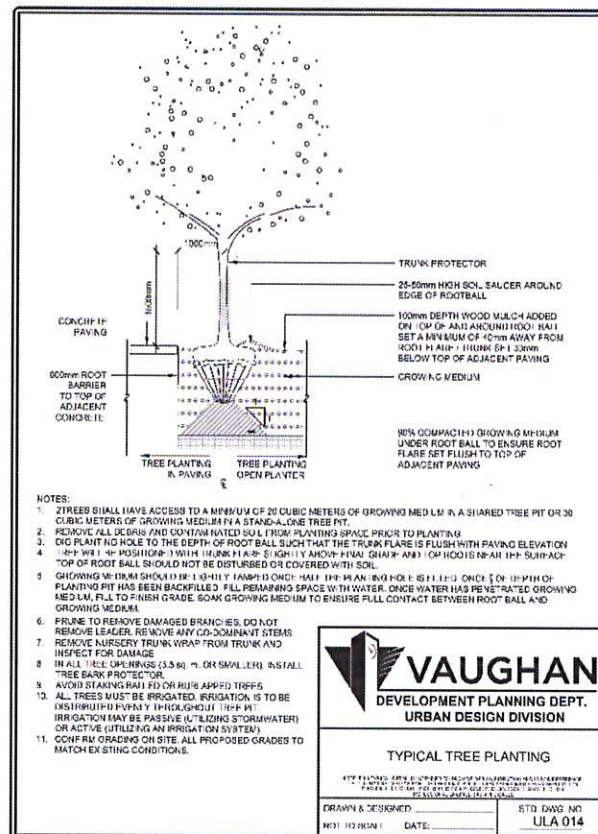 1000mm
1800mm
TRUNK PROTECTOR
25-50mm HIGH SOIL SAUCER AROUND
EDGE OF ROOTBALL
CONCRETE
PAVING
100mm DEPTH WOOD MULCH ADDED
ON TOP OF AND AROUND ROOT BALL
SET A MINIMUM OF 40mm AWAY FROM
ROOT FLARE / TRUNK SET 30mm
BELOW TOP OF ADJACENT PAVING
600mm ROOT
BARRIER
TO TOP OF
ADJACENT
CONCRETE
GROWING MEDIUM
90% COMPACTED GROWING MEDIUM
UNDER ROOT BALL TO ENSURE ROOT
FLARE SET FLUSH TO TOP OF
ADJACENT PAVING
TREE PLANTING
IN PAVING
TREE PLANTING
OPEN PLANTER
NOTES:
1. 2TREES SHALL HAVE ACCESS TO A MINIMUM OF 20 CUBIC METERS OF GROWING MEDIUM IN A SHARED TREE PIT OR 30
CUBIC METERS OF GROWING MEDIUM IN A STAND-ALONE TREE PIT.
2. REMOVE ALL DEBRIS AND CONTAMINATED SOIL FROM PLANTING SPACE PRIOR TO PLANTING
3. DIG PLANTING HOLE TO THE DEPTH OF ROOT BALL SUCH THAT THE TRUNK FLARE IS FLUSH WITH PAVING ELEVATION
4. TREE WILL BE POSITIONED WITH TRUNK FLARE SLIGHTLY ABOVE FINAL GRADE AND TOP ROOTS NEAR THE SURFACE
TOP OF ROOT BALL SHOULD NOT BE DISTURBED OR COVERED WITH SOIL.
5. GROWING MEDIUM SHOULD BE LIGHTLY TAMPED ONCE HALF THE PLANTING HOLE IS FILLED. ONCE OF DEPTH OF
PLANTING PIT HAS BEEN BACKFILLED, FILL REMAINING SPACE WITH WATER. ONCE WATER HAS PENETRATED GROWING
MEDIUM, FILL TO FINISH GRADE. SOAK GROWING MEDIUM TO ENSURE FULL CONTACT BETWEEN ROOT BALL AND
GROWING MEDIUM.
6. PRUNE TO REMOVE DAMAGED BRANCHES. DO NOT
REMOVE LEADER. REMOVE ANY CO-DOMINANT STEMS
7. REMOVE NURSERY TRUNK WRAP FROM TRUNK AND
INSPECT FOR DAMAGE
8. IN ALL TREE OPENINGS (3.5 sq. m. OR SMALLER), INSTALL
TREE BARK PROTECTOR.
9. AVOID STAKING BALLED OR BURLAPPED TREES
10. ALL TREES MUST BE IRRIGATED. IRRIGATION IS TO BE
DISTRIBUTED EVENLY THROUGHOUT TREE PIT.
IRRIGATION MAY BE PASSIVE (UTILIZING STORMWATER)
OR ACTIVE (UTILIZING AN IRRIGATION SYSTEM)
11. CONFIRM GRADING ON SITE. ALL PROPOSED GRADES TO
MATCH EXISTING CONDITIONS.
VAUGHAN
DEVELOPMENT PLANNING DEPT.
URBAN DESIGN DIVISION
TYPICAL TREE PLANTING
DRAWN & DESIGNED
STD. DWG. NO.
NOT TO SCALE DATE:
ULA 014